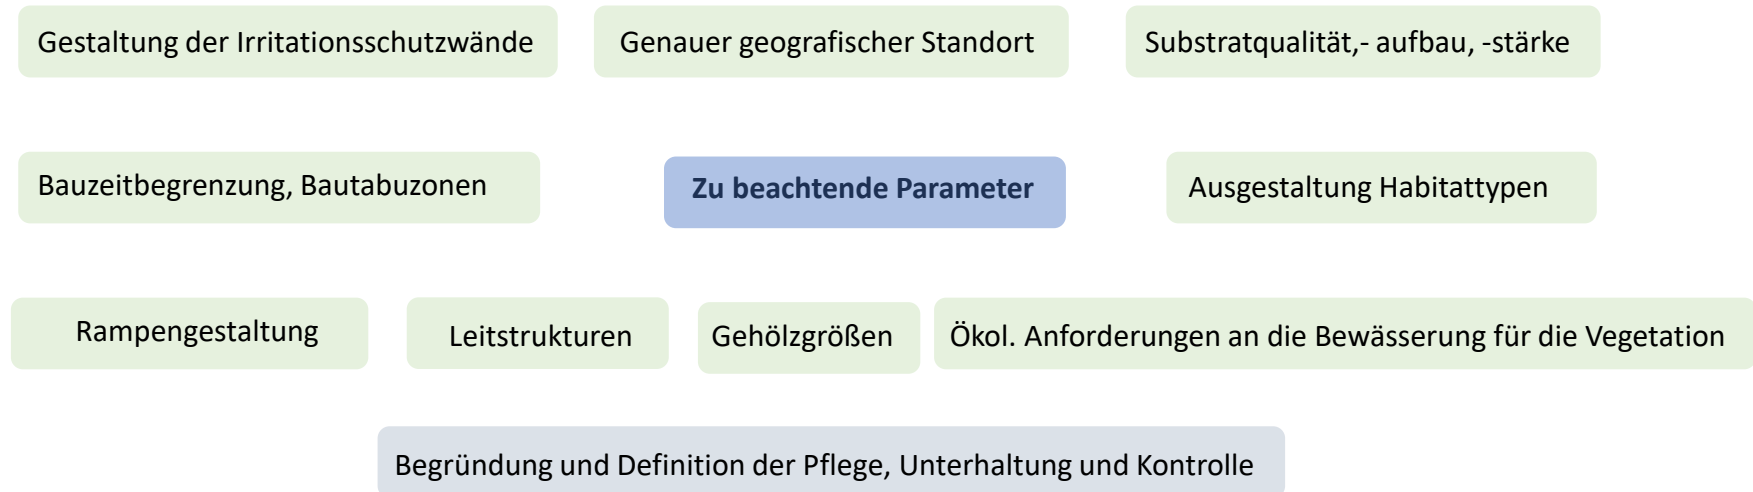 Gestaltung der Irritationsschutzwände
Genauer geografischer Standort
Substratqualität,- aufbau, -stärke
Bauzeitbegrenzung, Bautabuzonen
Zu beachtende Parameter
Ausgestaltung Habitattypen
Rampengestaltung
Leitstrukturen
Gehölzgrößen
Ökol. Anforderungen an die Bewässerung für die Vegetation
Begründung und Definition der Pflege, Unterhaltung und Kontrolle